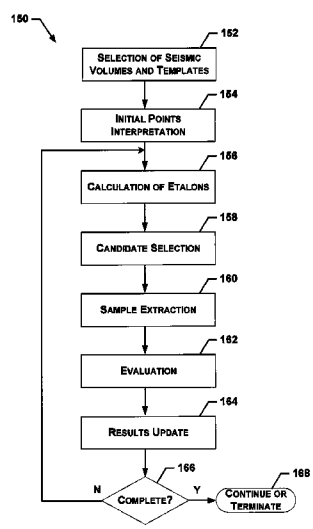 150
152
SELECTION OF SEISMIC
VOLUMES AND TEMPLATES
154
INITIAL POINTS
INTERPRETATION
156
CALCULATION OF ETALONS
158
CANDIDATE SELECTION
160
SAMPLE EXTRACTION
162
EVALUATION
164
RESULTS UPDATE
166
N
COMPLETE?
Y
168
CONTINUE OR
TERMINATE